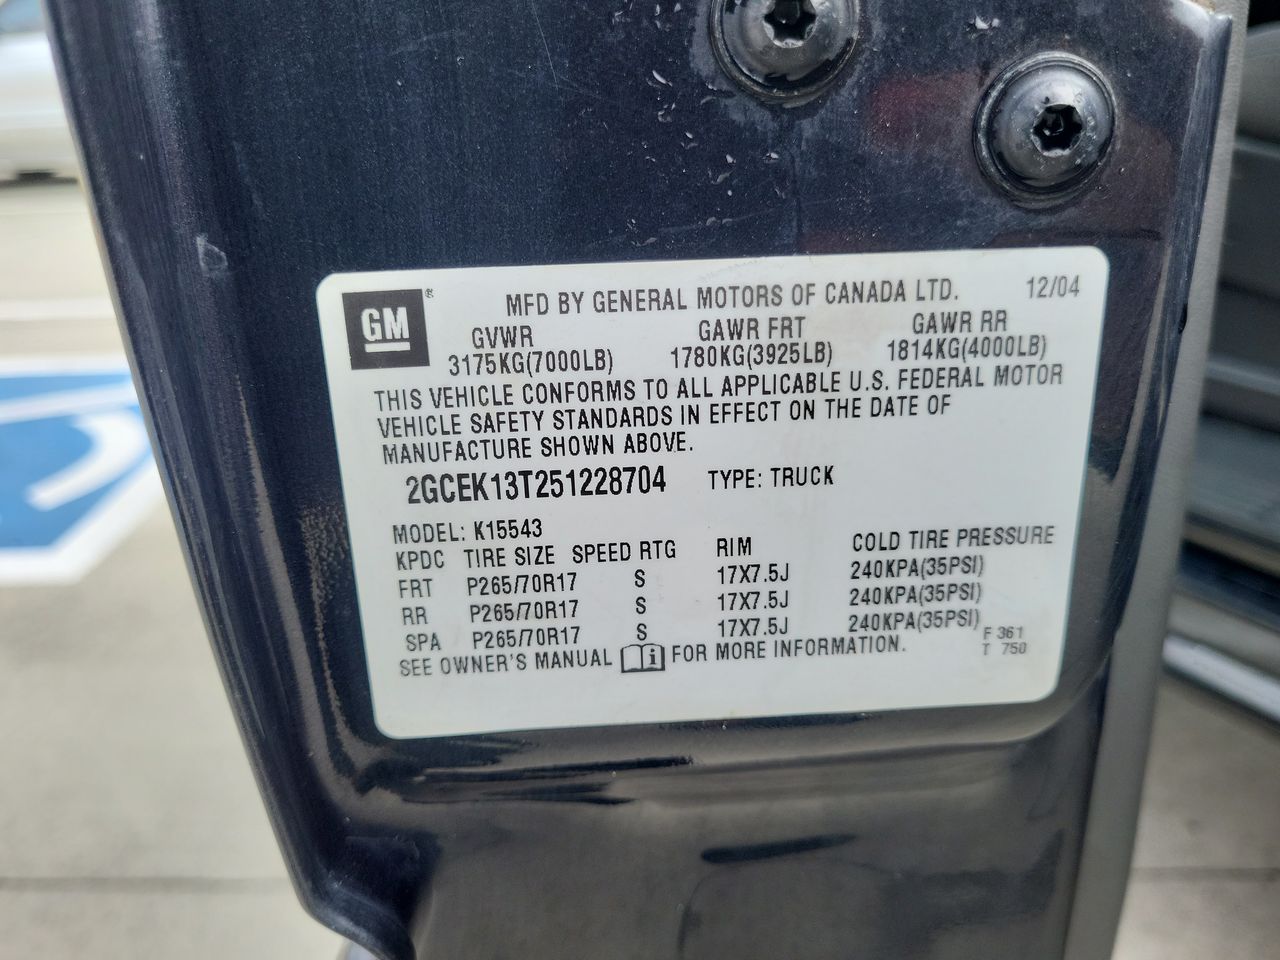 GM®
MFD BY GENERAL MOTORS OF CANADA LTD. 12/04
GVWR GAWR FRT GAWR RR
3175KG(7000LB) 1780KG(3925LB) 1814KG(4000LB)
THIS VEHICLE CONFORMS TO ALL APPLICABLE U.S. FEDERAL MOTOR
VEHICLE SAFETY STANDARDS IN EFFECT ON THE DATE OF
MANUFACTURE SHOWN ABOVE.
2GCEK13T251228704 TYPE: TRUCK
MODEL: K15543
KPDC TIRE SIZE SPEED RTG RIM COLD TIRE PRESSURE
FRT P265/70R17 S 17X7.5J 240KPA(35PSI)
RR P265/70R17 S 17X7.5J 240KPA(35PSI)
SPA P265/70R17 S 17X7.5J 240KPA(35PSI)
SEE OWNER'S MANUAL i FOR MORE INFORMATION.
F 361
T 750